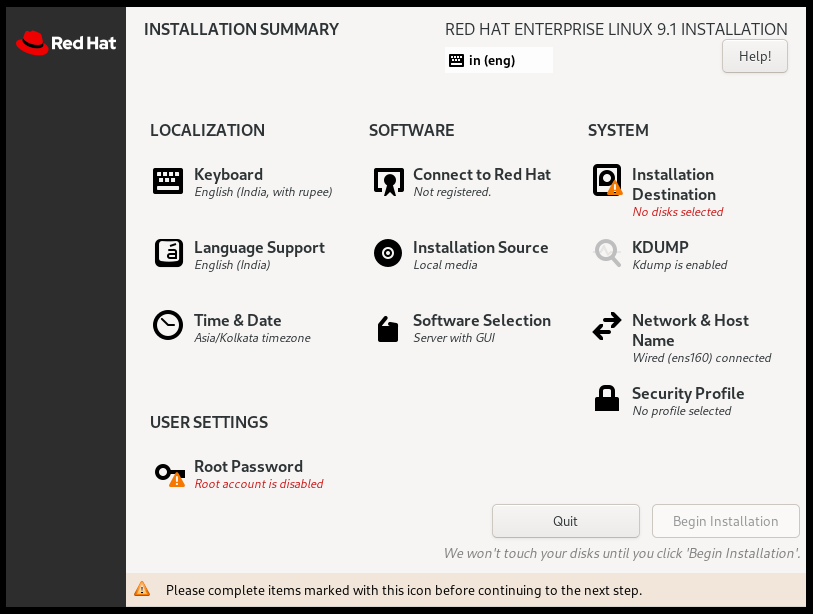 Red Hat
INSTALLATION SUMMARY
RED HAT ENTERPRISE LINUX 9.1 INSTALLATION
in (eng)
Help!
LOCALIZATION
Keyboard
English (India, with rupee)
Language Support
English (India)
Time & Date
Asia/Kolkata timezone
SOFTWARE
Connect to Red Hat
Not registered.
Installation Source
Local media
Software Selection
Server with GUI
SYSTEM
Installation
Destination
No disks selected
KDUMP
Kdump is enabled
Network & Host
Name
Wired (ens160) connected
Security Profile
No profile selected
USER SETTINGS
Root Password
Root account is disabled
Quit
Begin Installation
We won't touch your disks until you click 'Begin Installation'.
Please complete items marked with this icon before continuing to the next step.